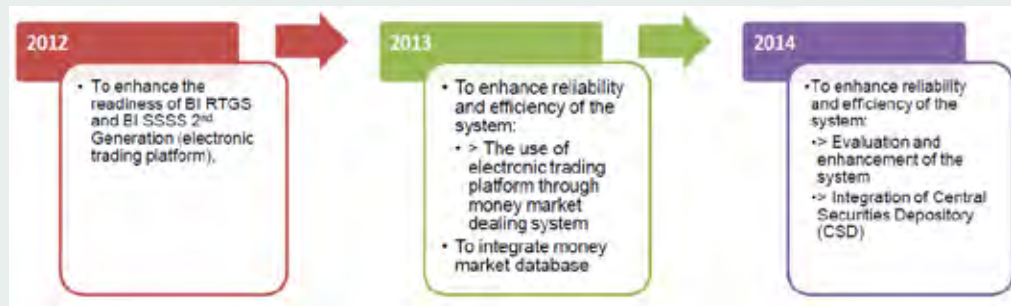 2012
• To enhance the
readiness of BI RTGS
and BI SSSS 2nd
Generation (electronic
trading platform).
2013
• To enhance reliability
and efficiency of the
system:
• > The use of
electronic trading
platform through
money market
dealing system
• To integrate money
market database
2014
•To enhance reliability
and efficiency of the
system:
•> Evaluation and
enhancement of the
system
•> Integration of Central
Securities Depository
(CSD)